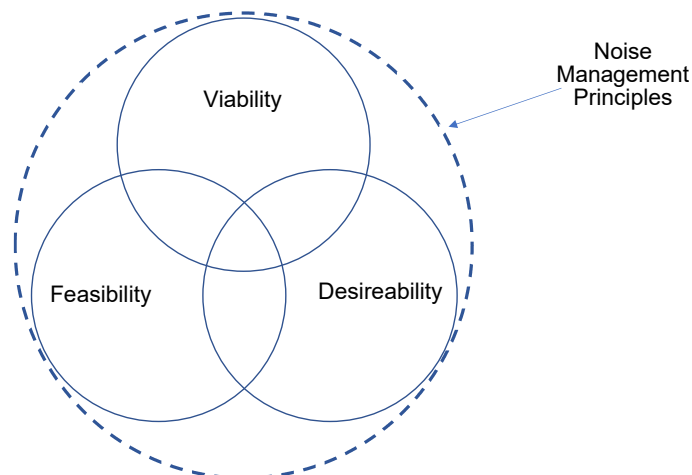 Noise
Management
Principles
Viability
Feasibility
Desireability